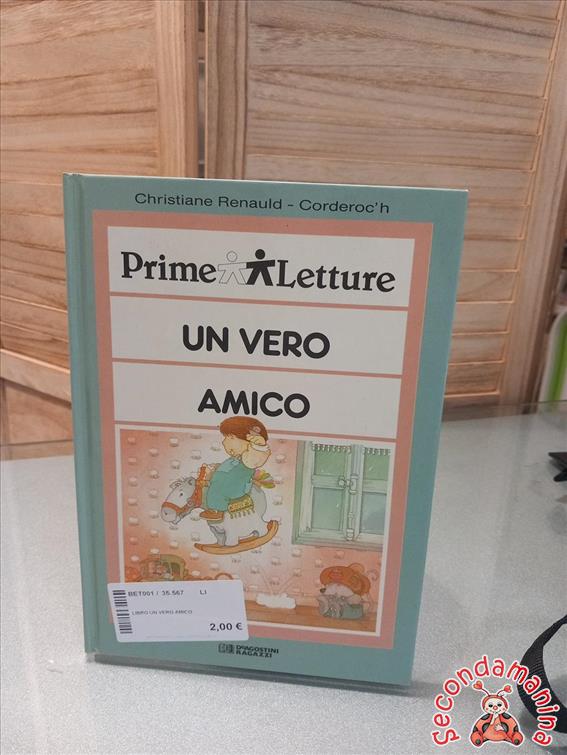 Christiane Renauld - Corderoc'h
Prime Letture
UN VERO
AMICO
BET001 / 35.567 LI
LIBRO UN VERO AMICO
2,00 €
DeAGOSTINI
RAGAZZI
Secondamanina